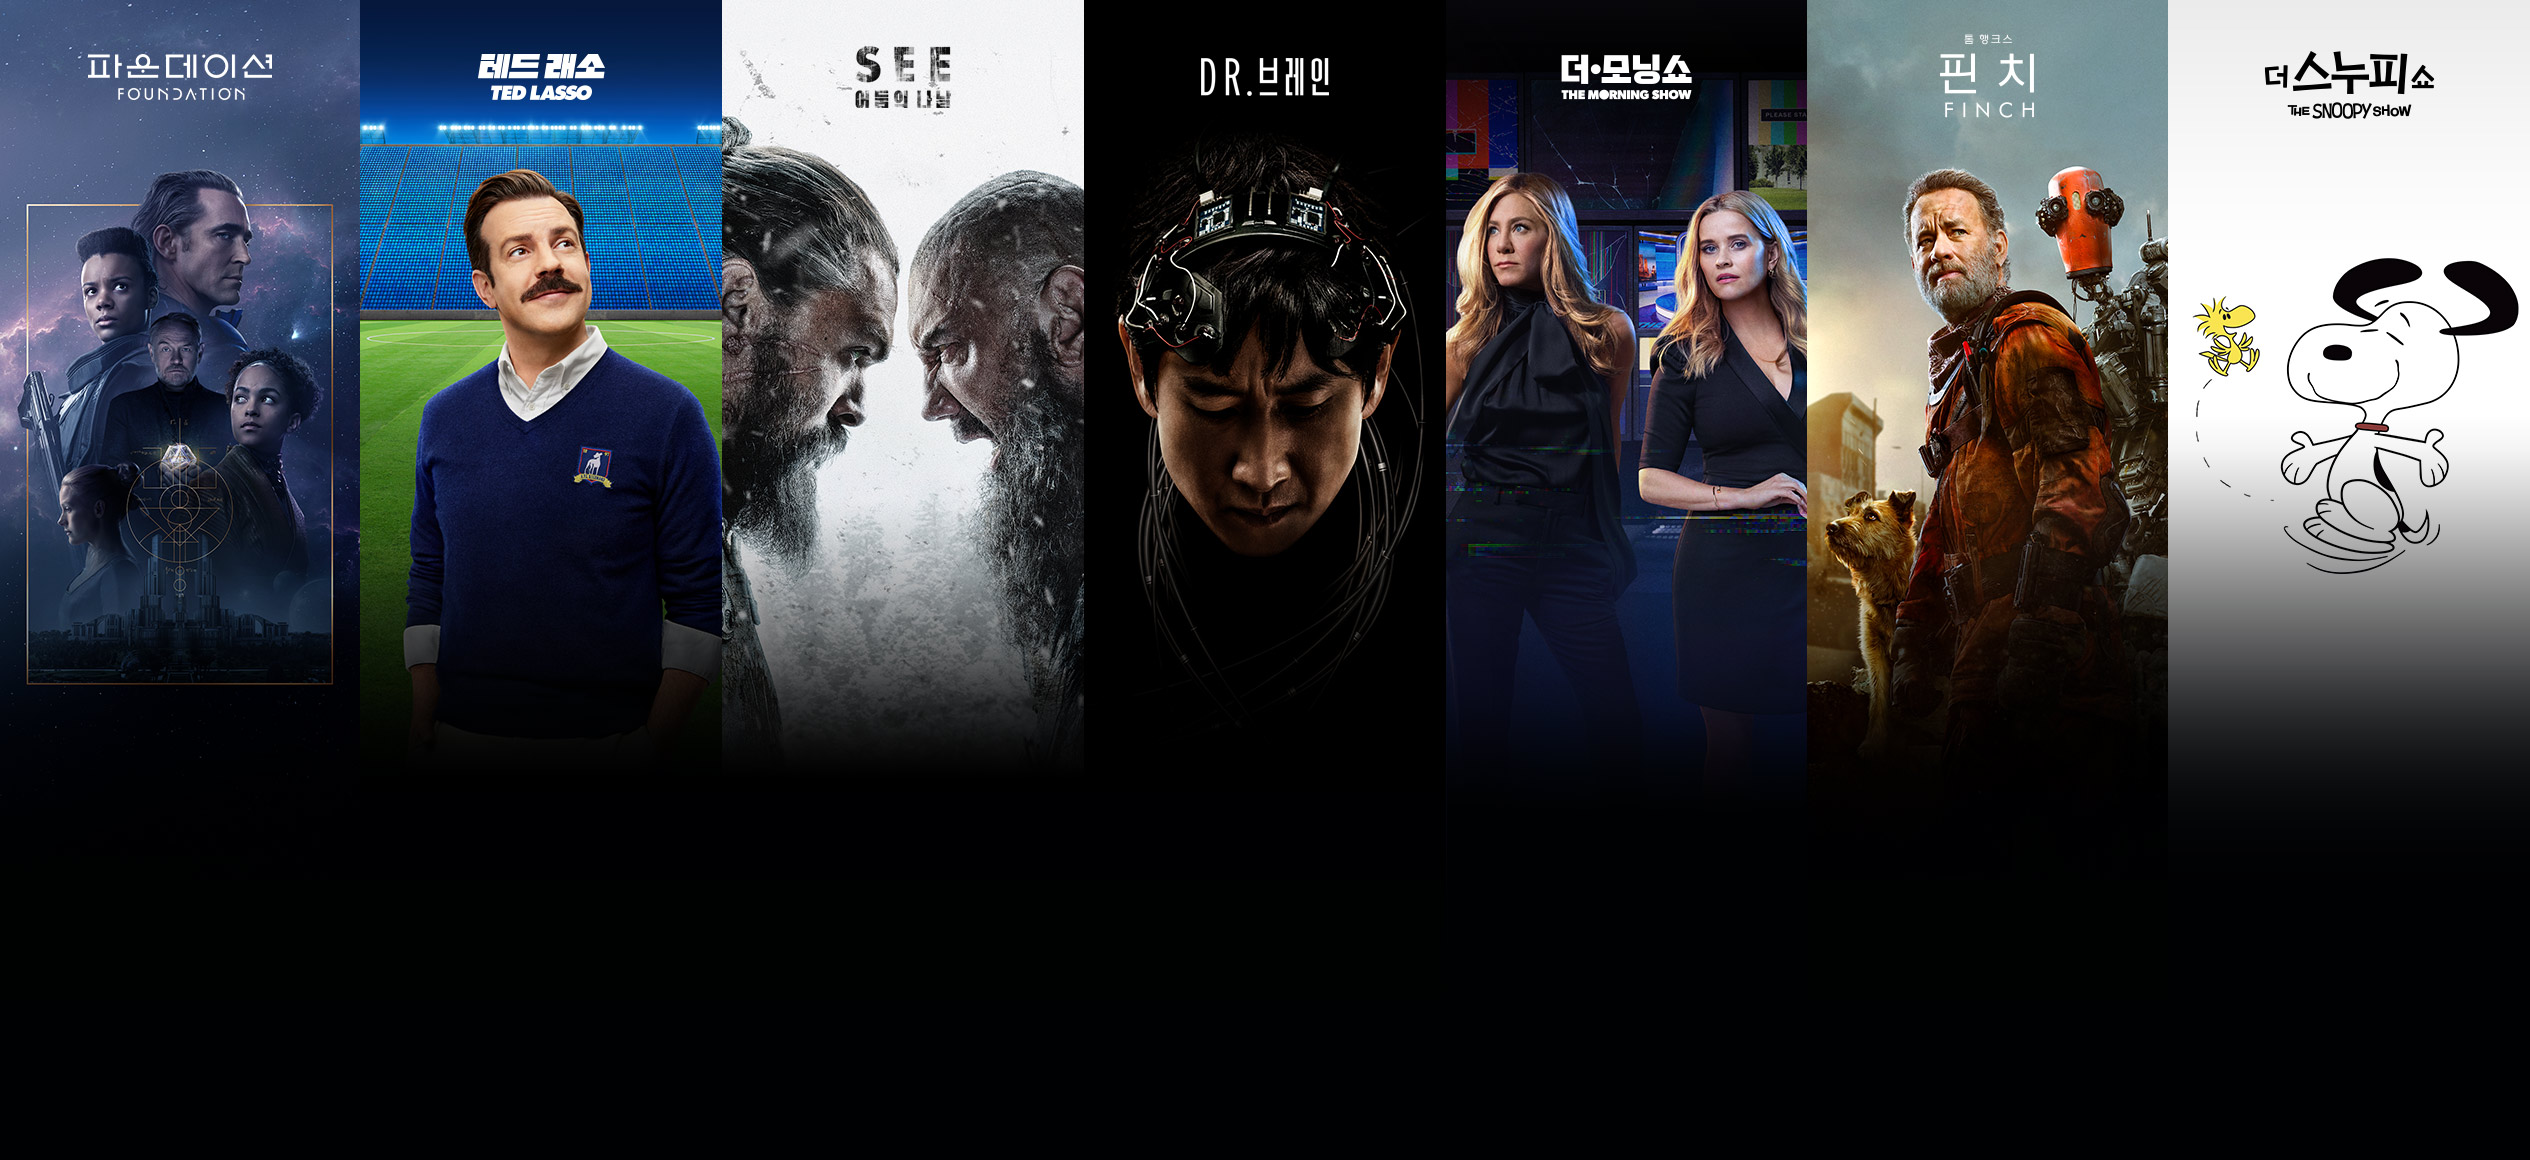 파운데이션
FOUNDATION
테드 래소
TED LASSO
SEE
어둠의 나날
DR.브레인
더·모닝쇼
THE MORNING SHOW
PLEASE STA
톰 행크스
핀치
FINCH
더 스누피 쇼
THE SNOOPY SHOW